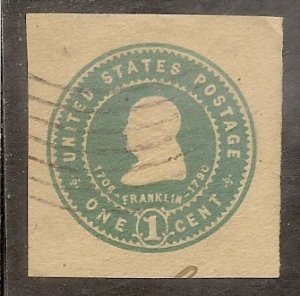 UNITED STATES POSTAGE
1706 FRANKLIN 1790
ONE 1 CENT